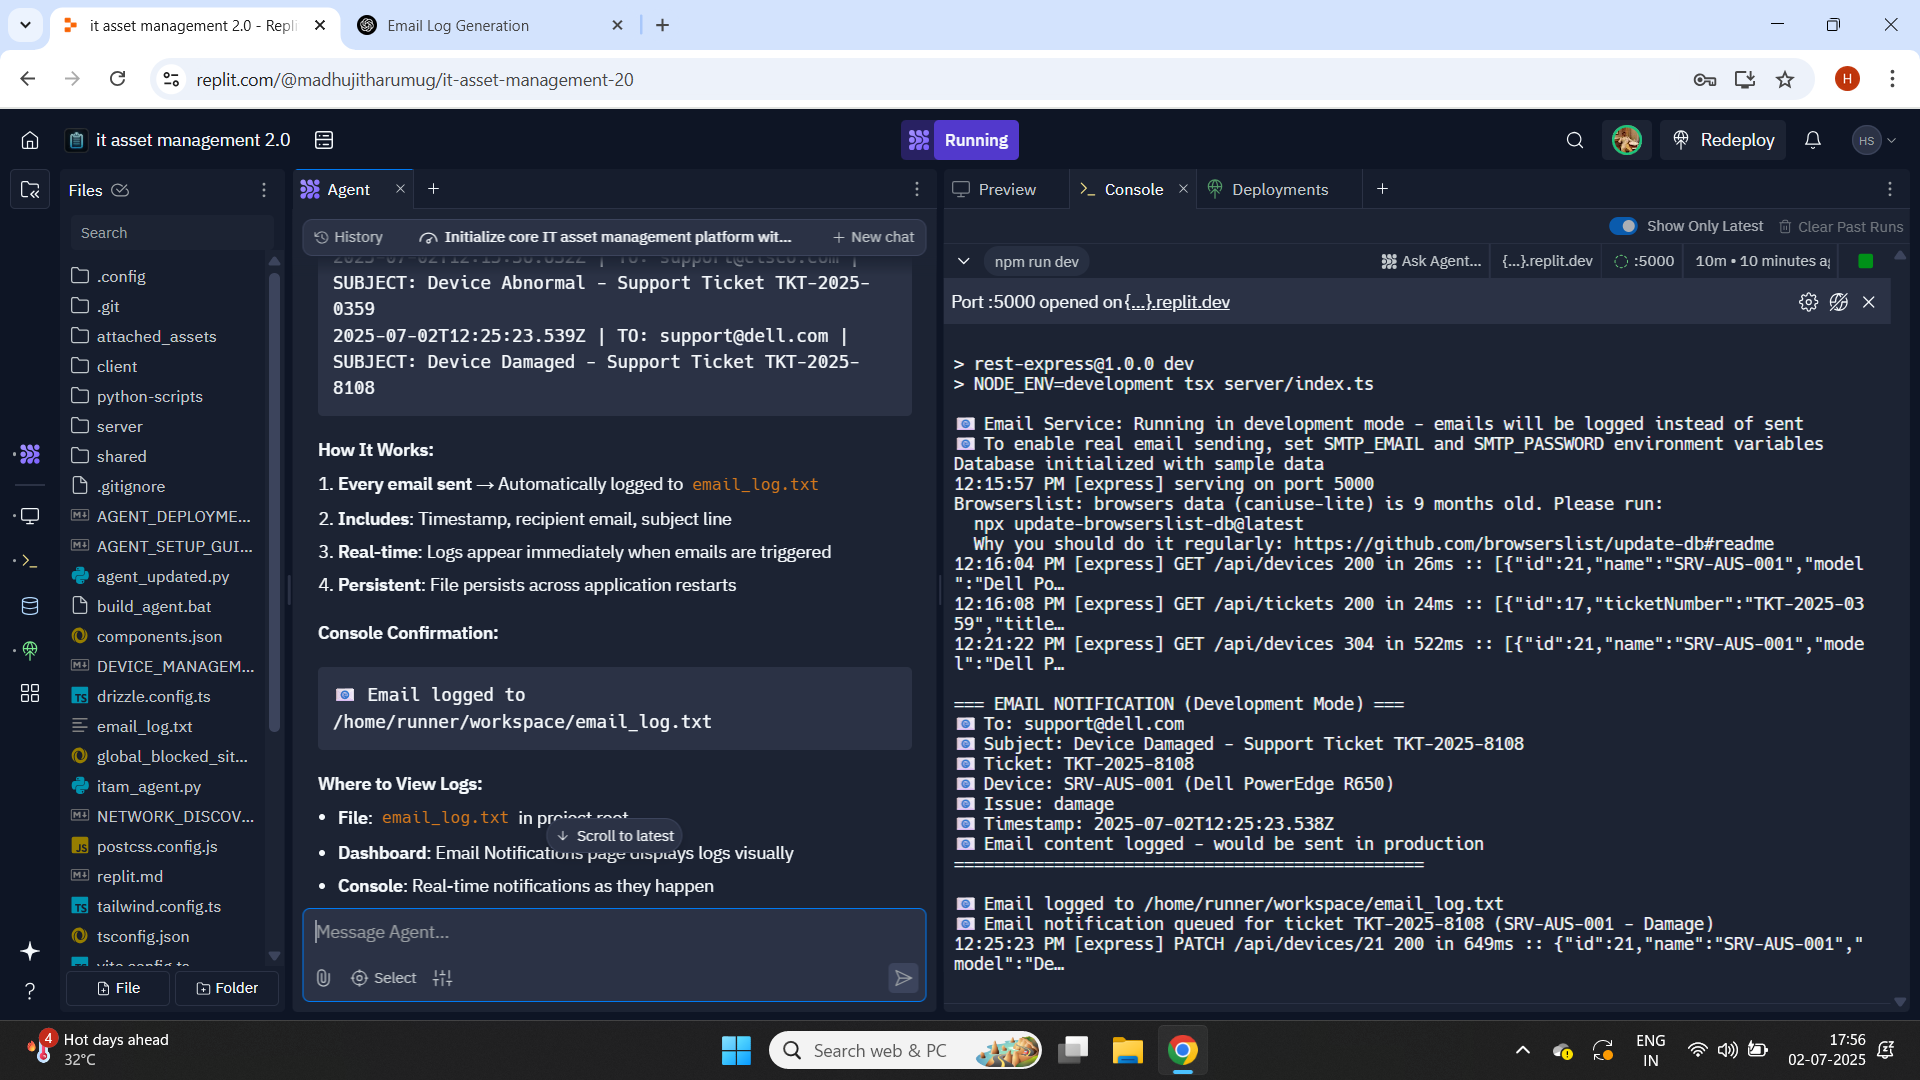 it asset management 2.0 - Repli
Email Log Generation
replit.com/@madhujitharumug/it-asset-management-20
H
it asset management 2.0
Running
Redeploy
HS
Files
Search
.config
.git
attached_assets
client
python-scripts
server
shared
.gitignore
AGENT_DEPLOYME...
AGENT_SETUP_GUI...
agent_updated.py
build_agent.bat
components.json
DEVICE_MANAGEM...
drizzle.config.ts
email_log.txt
global_blocked_sit...
itam_agent.py
NETWORK_DISCOV...
postcss.config.js
replit.md
tailwind.config.ts
tsconfig.json
vite.config.ts
File
Folder
Agent
History
Initialize core IT asset management platform wit...
New chat
2025-07-02T12:15:58.652Z | TO: support@cisco.com |
SUBJECT: Device Abnormal - Support Ticket TKT-2025-
0359
2025-07-02T12:25:23.539Z | TO: support@dell.com |
SUBJECT: Device Damaged - Support Ticket TKT-2025-
8108
How It Works:
1. Every email sent → Automatically logged to email_log.txt
2. Includes: Timestamp, recipient email, subject line
3. Real-time: Logs appear immediately when emails are triggered
4. Persistent: File persists across application restarts
Console Confirmation:
📧 Email logged to
/home/runner/workspace/email_log.txt
Where to View Logs:
• File: email_log.txt in project root
Scroll to latest
• Dashboard: Email Notifications page displays logs visually
• Console: Real-time notifications as they happen
Message Agent...
Select
Preview
Console
Deployments
Show Only Latest
Clear Past Runs
npm run dev
Ask Agent...
{...}.replit.dev
:5000
10m • 10 minutes a
Port :5000 opened on {...}.replit.dev
> rest-express@1.0.0 dev
> NODE_ENV=development tsx server/index.ts
📧 Email Service: Running in development mode - emails will be logged instead of sent
📧 To enable real email sending, set SMTP_EMAIL and SMTP_PASSWORD environment variables
Database initialized with sample data
12:15:57 PM [express] serving on port 5000
Browserslist: browsers data (caniuse-lite) is 9 months old. Please run:
npx update-browserslist-db@latest
Why you should do it regularly: https://github.com/browserslist/update-db#readme
12:16:04 PM [express] GET /api/devices 200 in 26ms :: [{"id":21,"name":"SRV-AUS-001","model
":"Dell Po…
12:16:08 PM [express] GET /api/tickets 200 in 24ms :: [{"id":17,"ticketNumber":"TKT-2025-03
59","title…
12:21:22 PM [express] GET /api/devices 304 in 522ms :: [{"id":21,"name":"SRV-AUS-001","mode
l":"Dell P…
=== EMAIL NOTIFICATION (Development Mode) ===
📧 To: support@dell.com
📧 Subject: Device Damaged - Support Ticket TKT-2025-8108
📧 Ticket: TKT-2025-8108
📧 Device: SRV-AUS-001 (Dell PowerEdge R650)
📧 Issue: damage
📧 Timestamp: 2025-07-02T12:25:23.538Z
📧 Email content logged - would be sent in production
===============================================
📧 Email logged to /home/runner/workspace/email_log.txt
📧 Email notification queued for ticket TKT-2025-8108 (SRV-AUS-001 - Damage)
12:25:23 PM [express] PATCH /api/devices/21 200 in 649ms :: {"id":21,"name":"SRV-AUS-001","
model":"De…
4
Hot days ahead
32°C
Search web & PC
ENG
IN
17:56
02-07-2025